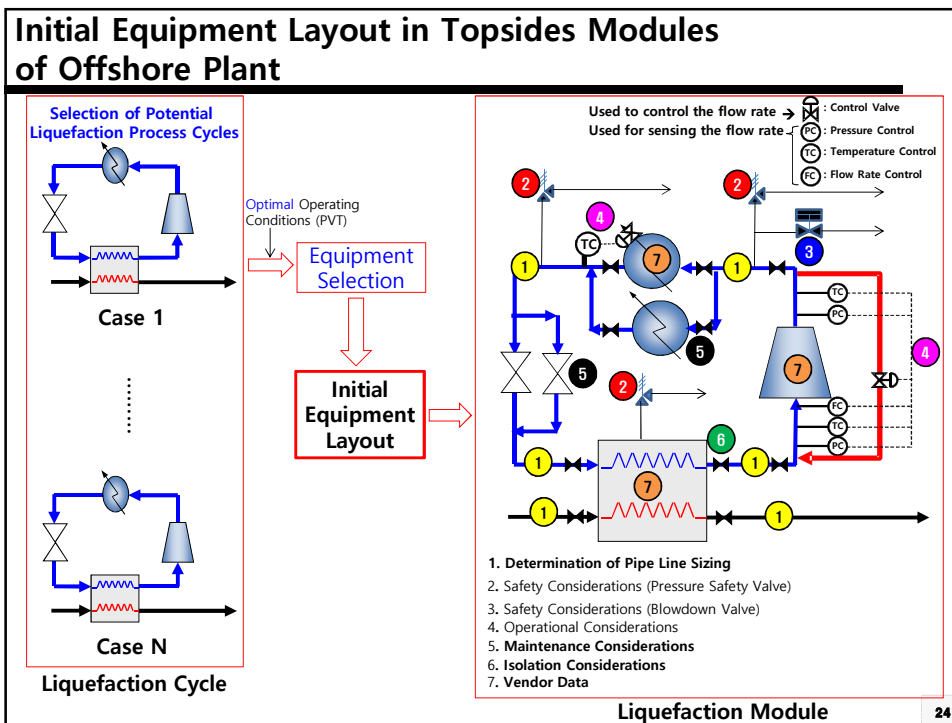 Initial Equipment Layout in Topsides Modules
of Offshore Plant
Selection of Potential
Liquefaction Process Cycles
Case 1
Case N
Liquefaction Cycle
Optimal Operating
Conditions (PVT)
Equipment
Selection
Initial
Equipment
Layout
Used to control the flow rate
: Control Valve
Used for sensing the flow rate
PC : Pressure Control
TC : Temperature Control
FC : Flow Rate Control
2
2
4
3
TC
1
7
1
TC
PC
5
4
5
7
2
FC
TC
PC
6
1
1
7
1
1
1. Determination of Pipe Line Sizing
2. Safety Considerations (Pressure Safety Valve)
3. Safety Considerations (Blowdown Valve)
4. Operational Considerations
5. Maintenance Considerations
6. Isolation Considerations
7. Vendor Data
Liquefaction Module
24